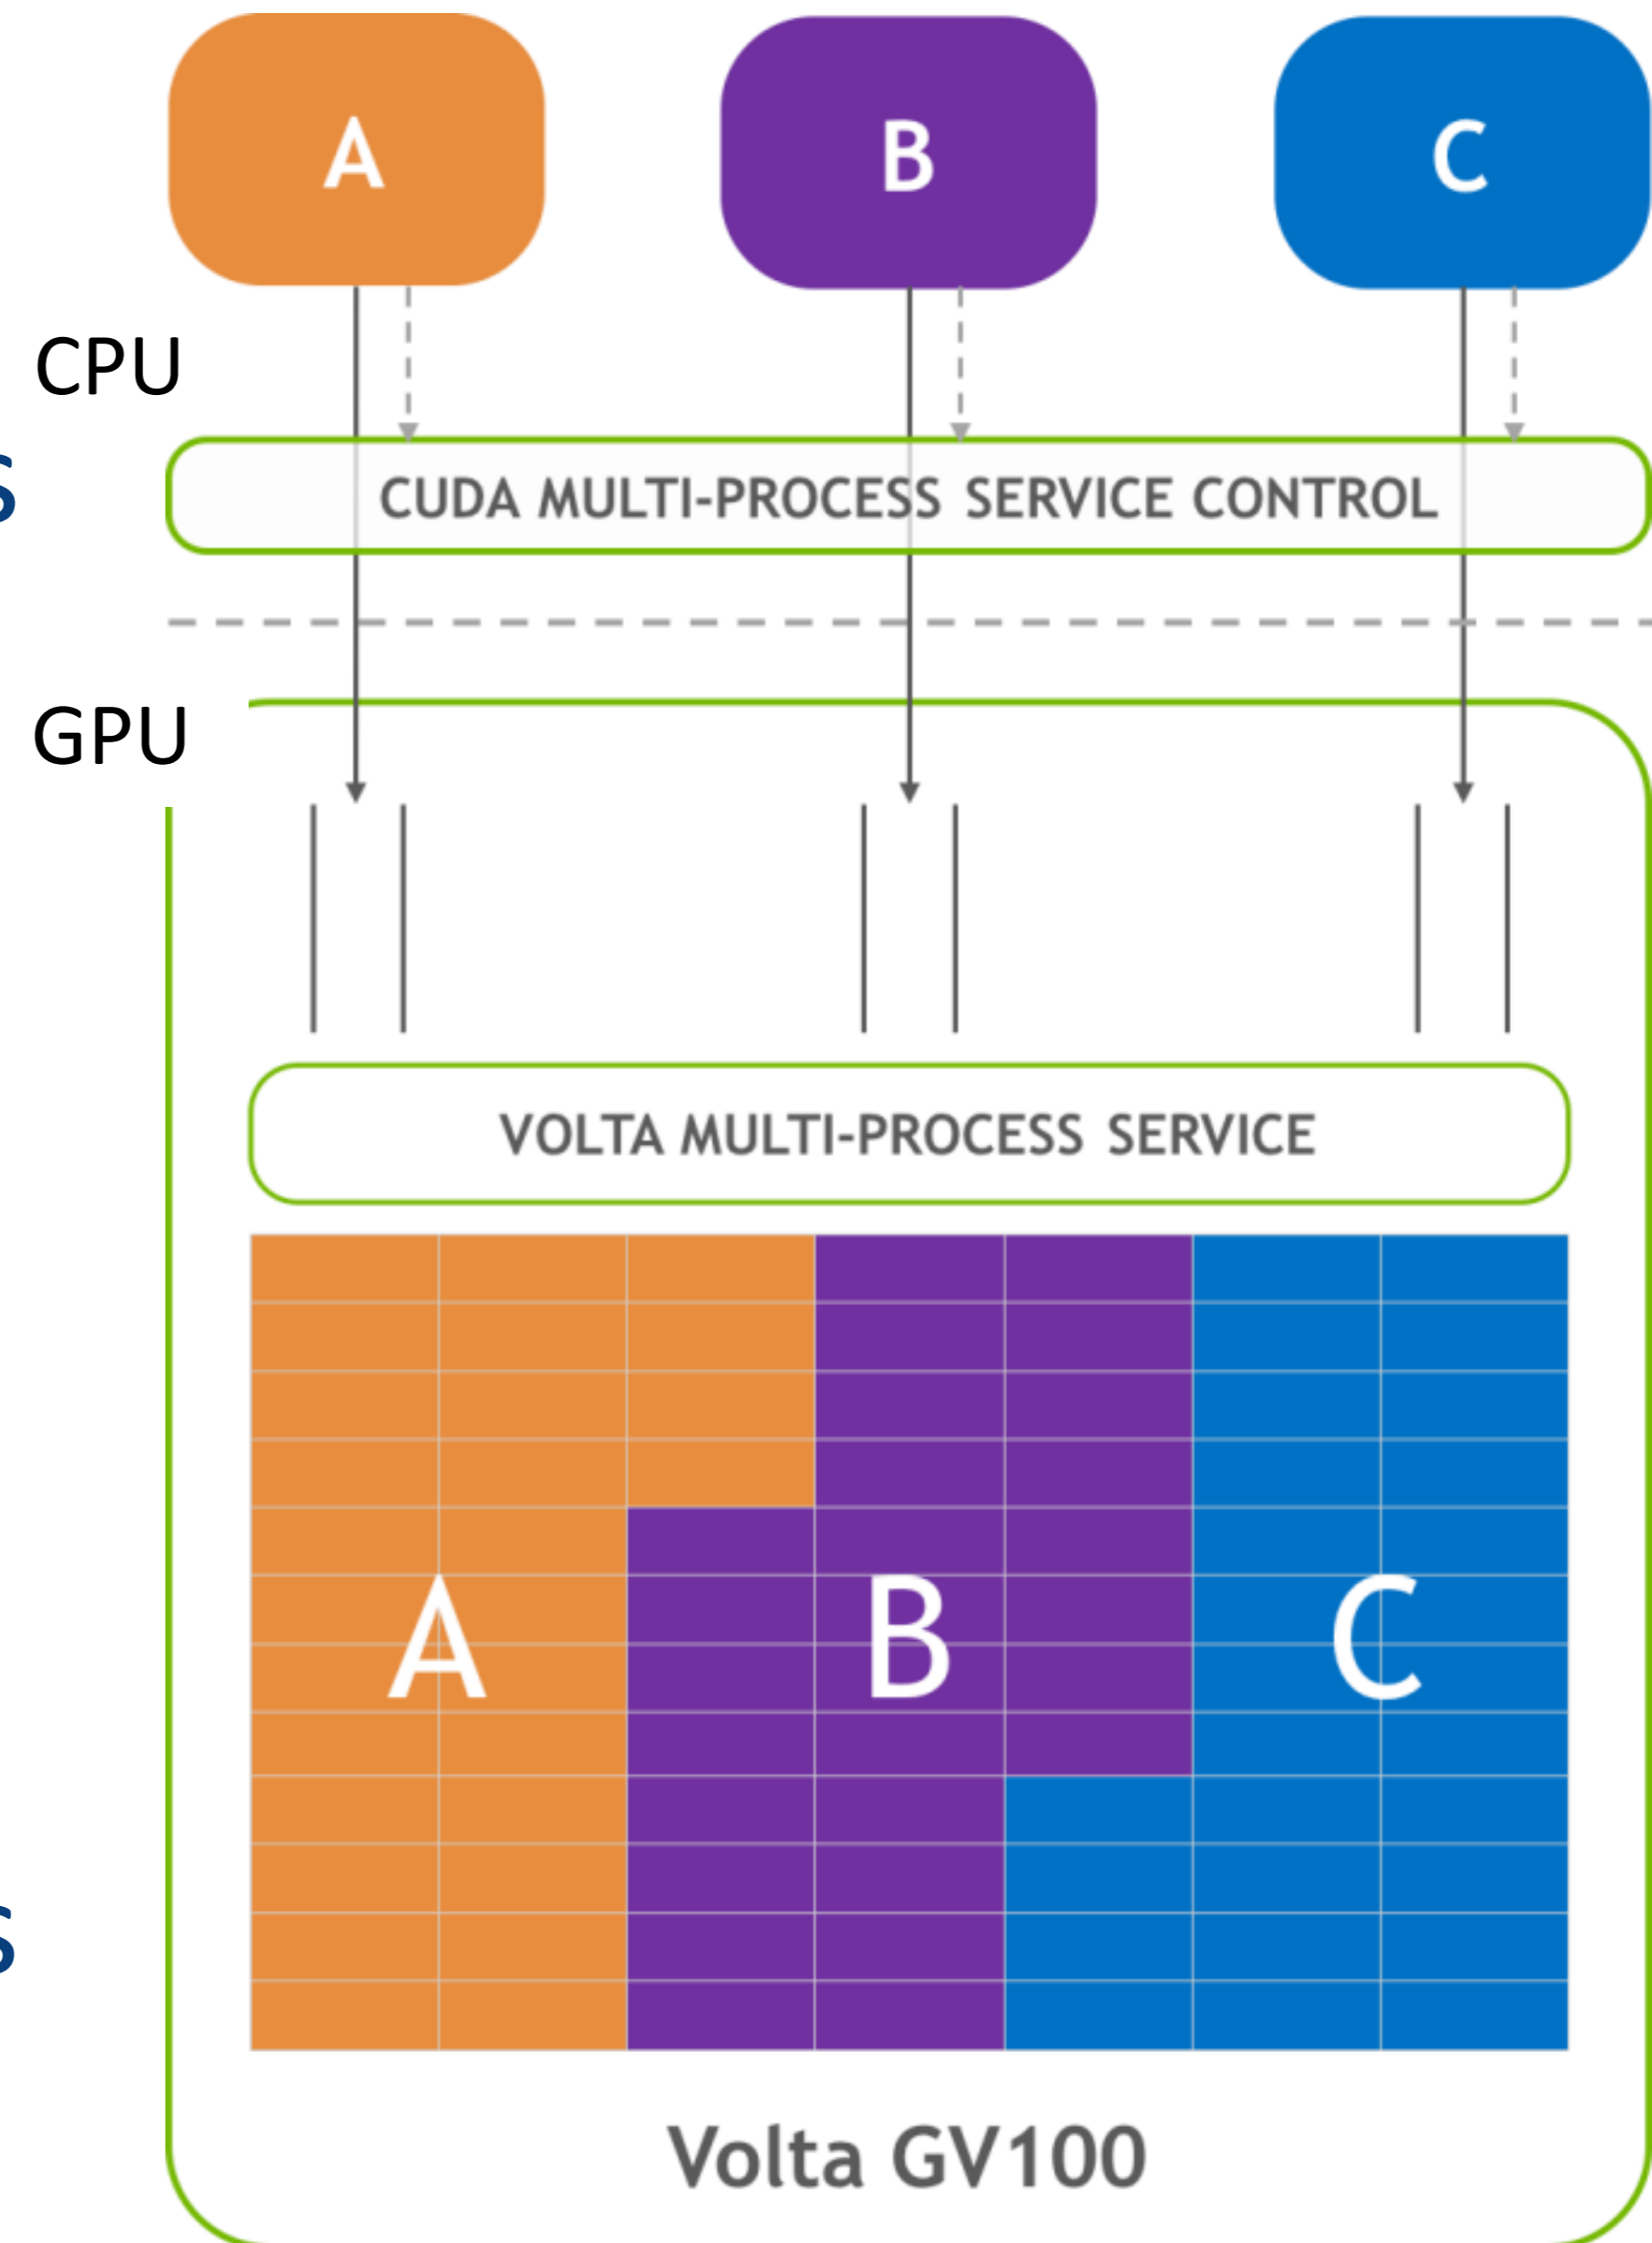 A B C
CPU
S
CUDA MULTI-PROCESS SERVICE CONTROL
GPU
VOLTA MULTI-PROCESS SERVICE
A B C
S
Volta GV100